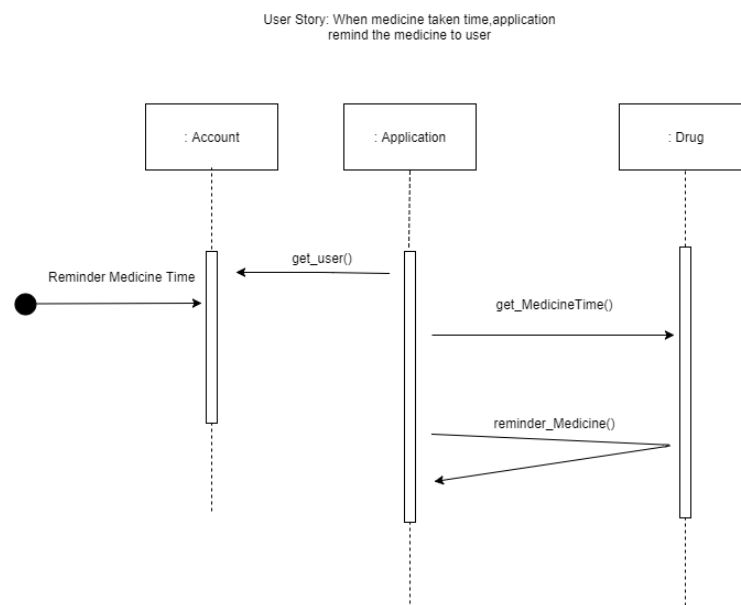 User Story: When medicine taken time,application
remind the medicine to user
: Account
: Application
: Drug
get_user()
Reminder Medicine Time
get_MedicineTime()
reminder_Medicine()